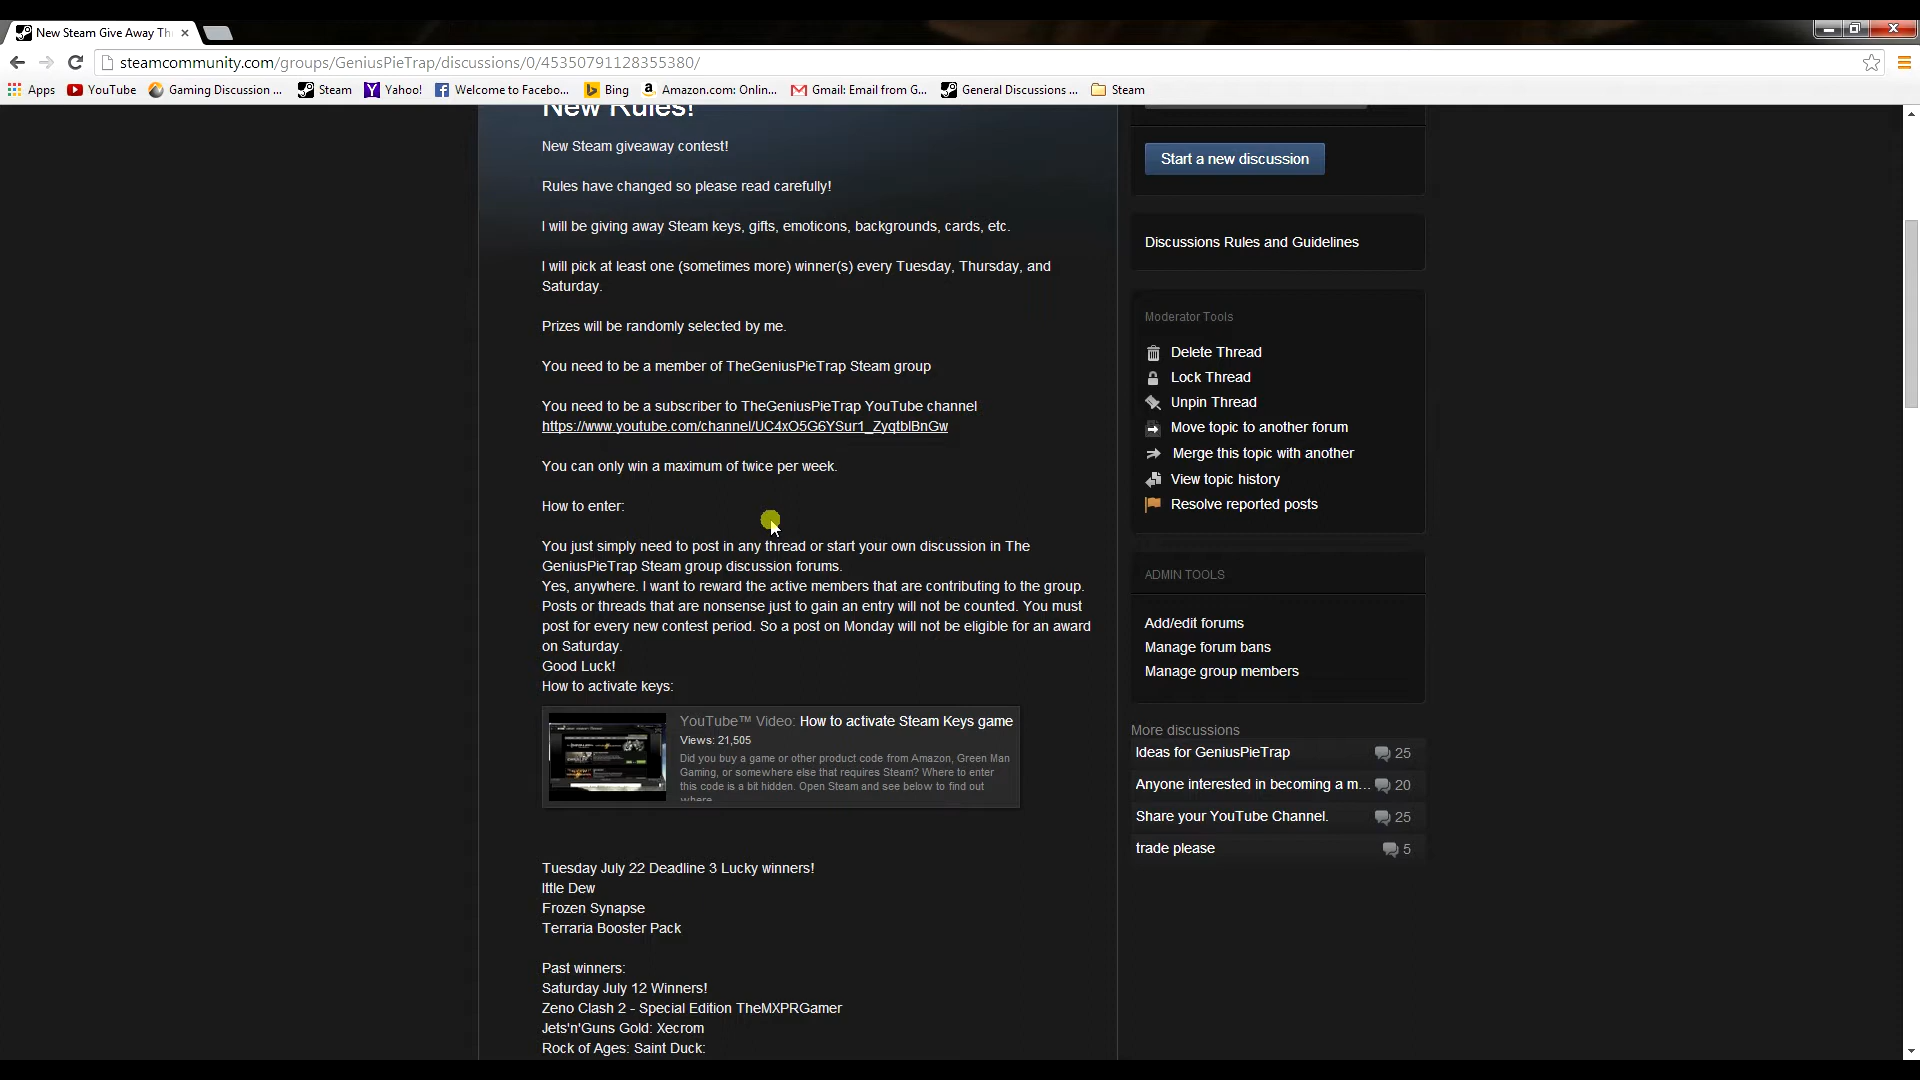 New Steam Give Away Th
steamcommunity.com/groups/GeniusPieTrap/discussions/0/45350791128355380/
Apps YouTube Gaming Discussion ... Steam Yahoo! Welcome to Facebo... Bing Amazon.com: Onlin... Gmail: Email from G... General Discussions ... Steam
New Rules!
New Steam giveaway contest!
Rules have changed so please read carefully!
I will be giving away Steam keys, gifts, emoticons, backgrounds, cards, etc.
I will pick at least one (sometimes more) winner(s) every Tuesday, Thursday, and
Saturday.
Prizes will be randomly selected by me.
You need to be a member of TheGeniusPieTrap Steam group
You need to be a subscriber to TheGeniusPieTrap YouTube channel
https://www.youtube.com/channel/UC4xO5G6YSur1_ZyqtblBnGw
You can only win a maximum of twice per week.
How to enter:
You just simply need to post in any thread or start your own discussion in The
GeniusPieTrap Steam group discussion forums.
Yes, anywhere. I want to reward the active members that are contributing to the group.
Posts or threads that are nonsense just to gain an entry will not be counted. You must
post for every new contest period. So a post on Monday will not be eligible for an award
on Saturday.
Good Luck!
How to activate keys:
YouTube™ Video: How to activate Steam Keys game
Views: 21,505
Did you buy a game or other product code from Amazon, Green Man
Gaming, or somewhere else that requires Steam? Where to enter
this code is a bit hidden. Open Steam and see below to find out
where
Tuesday July 22 Deadline 3 Lucky winners!
Ittle Dew
Frozen Synapse
Terraria Booster Pack
Past winners:
Saturday July 12 Winners!
Zeno Clash 2 - Special Edition TheMXPRGamer
Jets'n'Guns Gold: Xecrom
Rock of Ages: Saint Duck:
Start a new discussion
Discussions Rules and Guidelines
Moderator Tools
Delete Thread
Lock Thread
Unpin Thread
Move topic to another forum
Merge this topic with another
View topic history
Resolve reported posts
ADMIN TOOLS
Add/edit forums
Manage forum bans
Manage group members
More discussions
Ideas for GeniusPieTrap 25
Anyone interested in becoming a m... 20
Share your YouTube Channel. 25
trade please 5